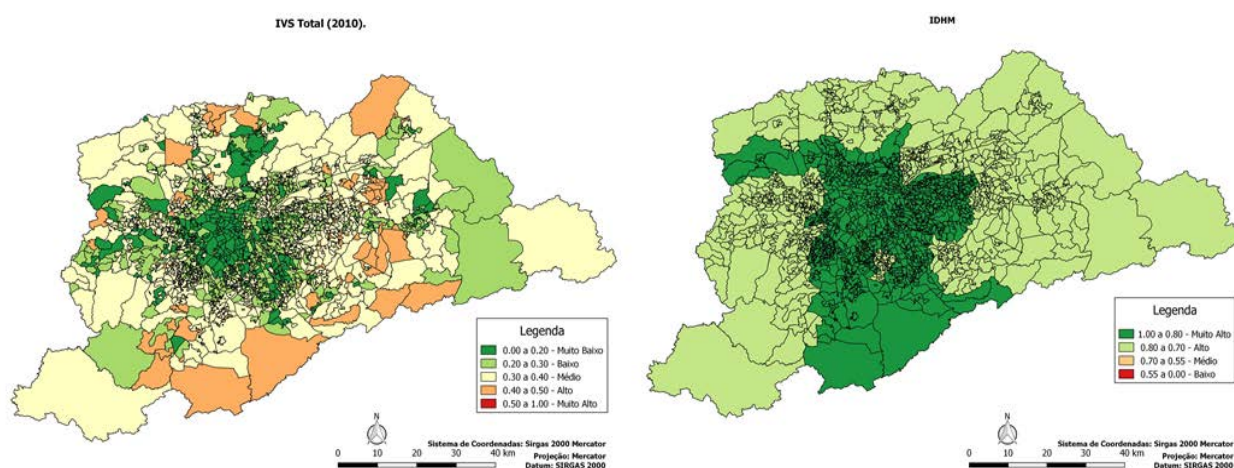 IVS Total (2010).
Legenda
0.00 a 0.20 - Muito Baixo
0.20 a 0.30 - Baixo
0.30 a 0.40 - Médio
0.40 a 0.50 - Alto
0.50 a 1.00 - Muito Alto
N
Sistema de Coordenadas: Sirgas 2000 Mercator
Projeção: Mercator
Datum: SIRGAS 2000
0 10 20 30 40 km
IDHM
Legenda
1.00 a 0.80 - Muito Alto
0.80 a 0.70 - Alto
0.70 a 0.55 - Médio
0.55 a 0.00 - Baixo
N
Sistema de Coordenadas: Sirgas 2000 Mercator
Projeção: Mercator
Datum: SIRGAS 2000
0 10 20 30 40 km